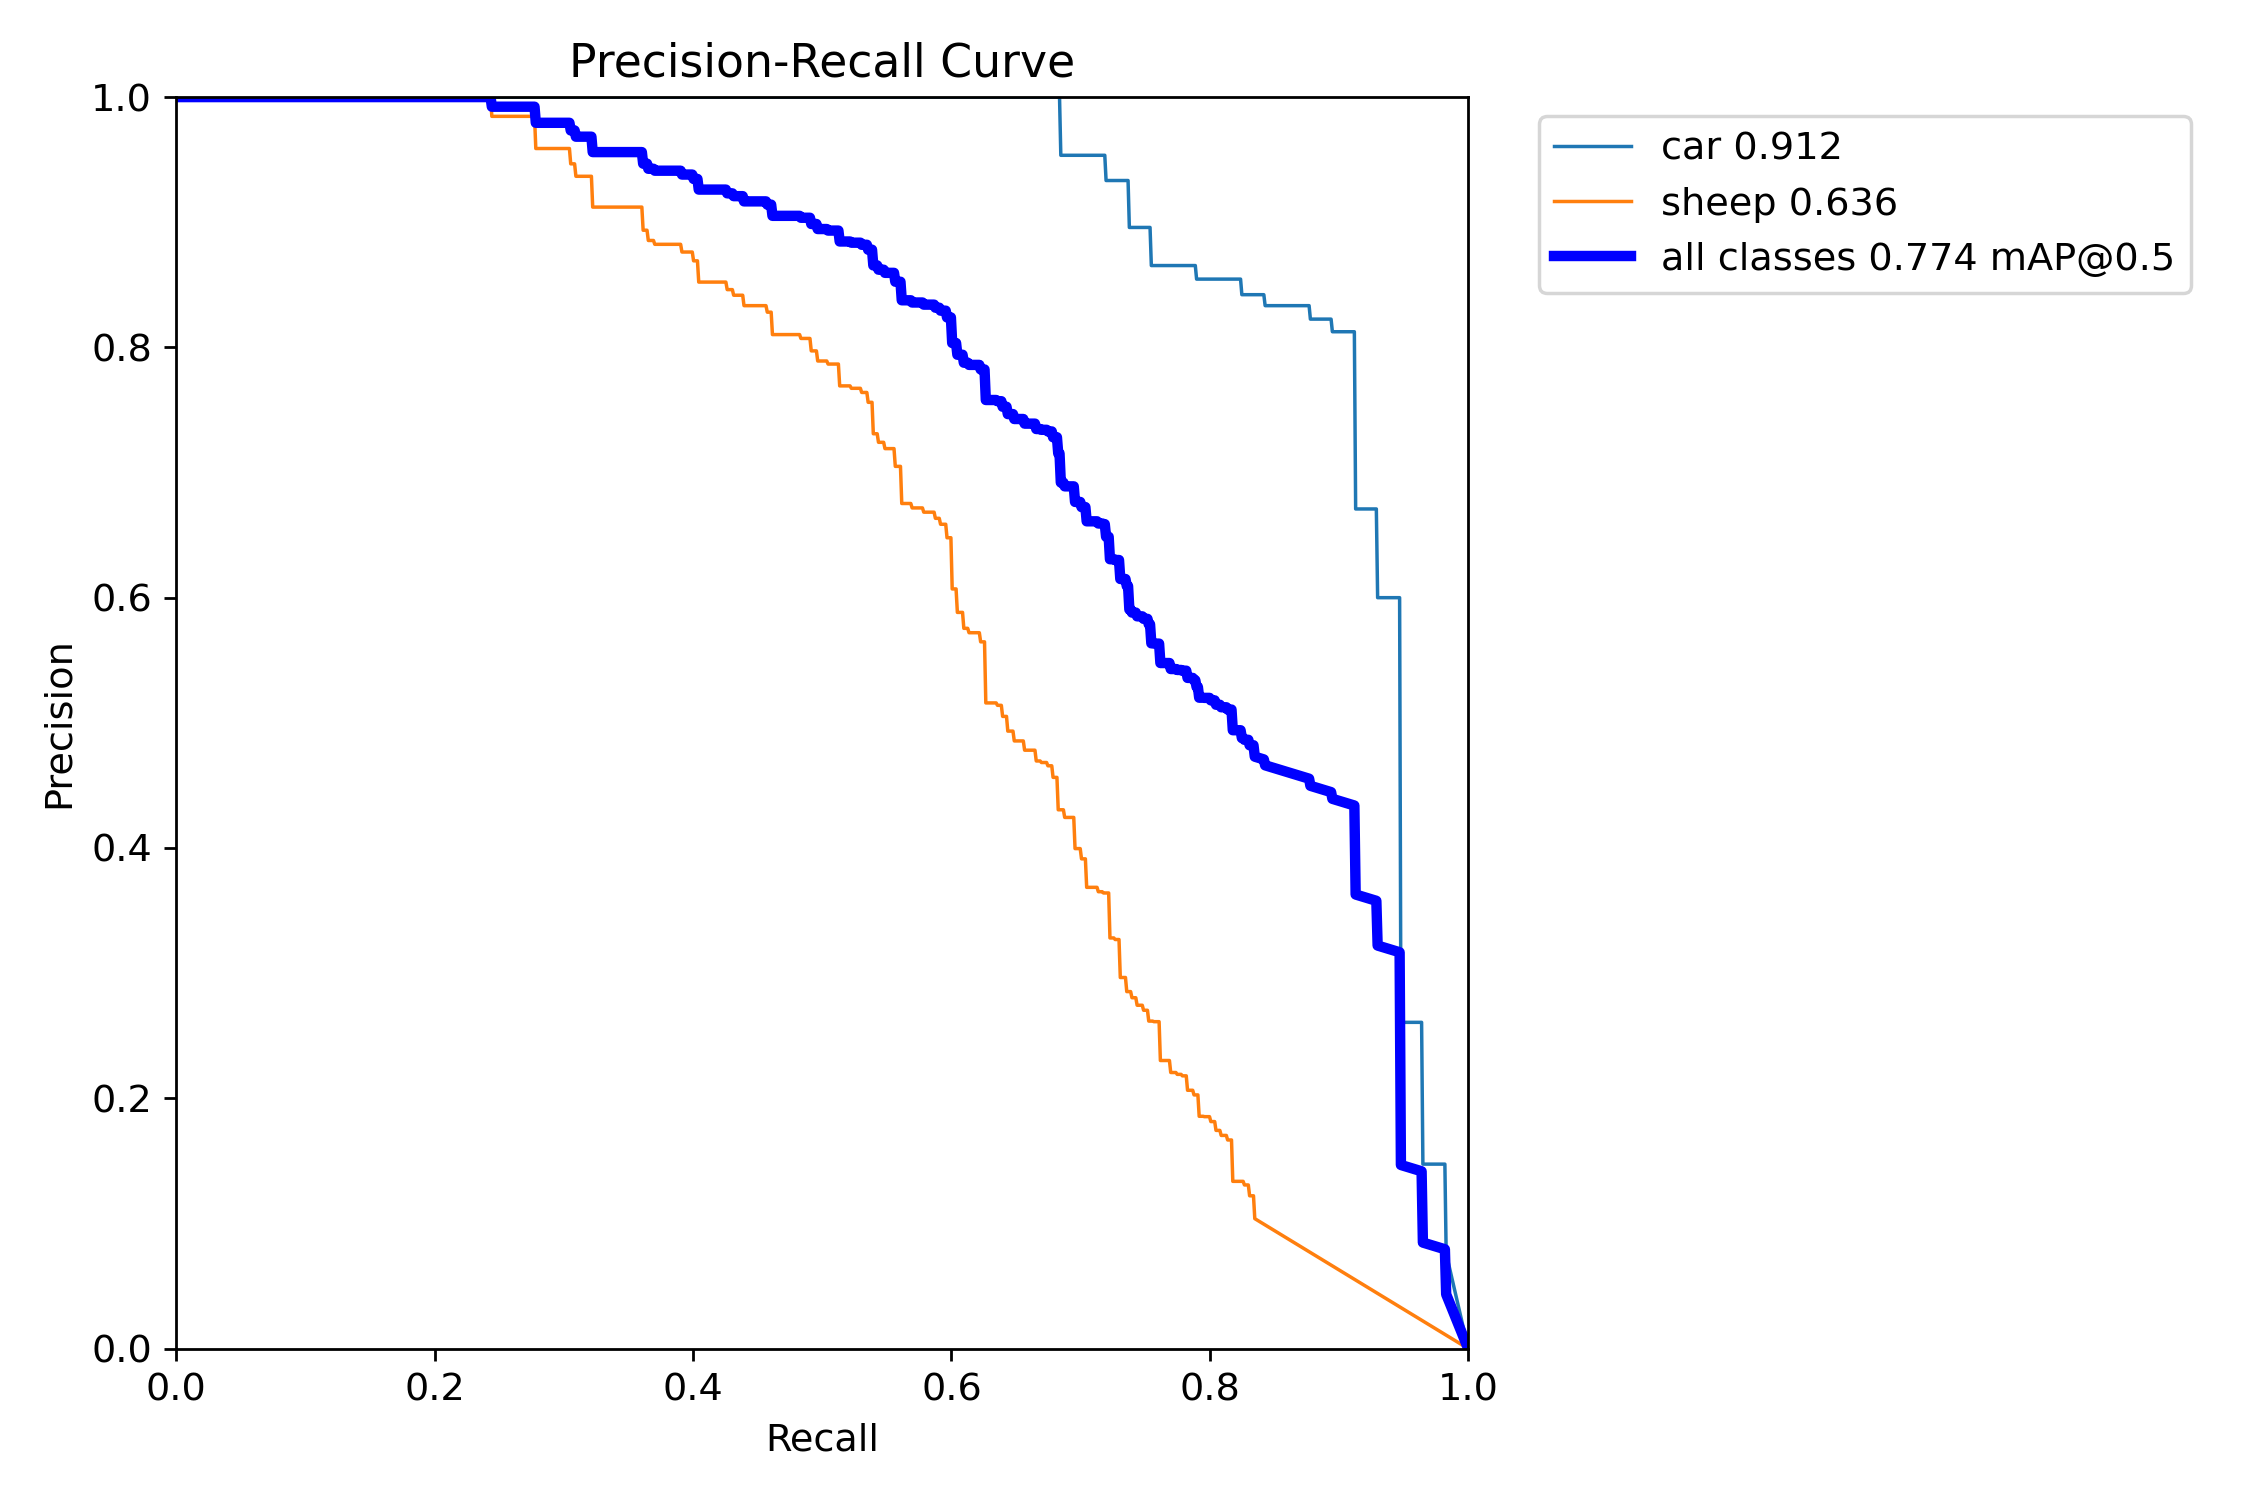 Precision-Recall Curve
1.0
0.8
0.6
0.4
0.2
0.0
Precision
0.0 0.2 0.4 0.6 0.8 1.0
Recall
car 0.912
sheep 0.636
all classes 0.774 mAP@0.5